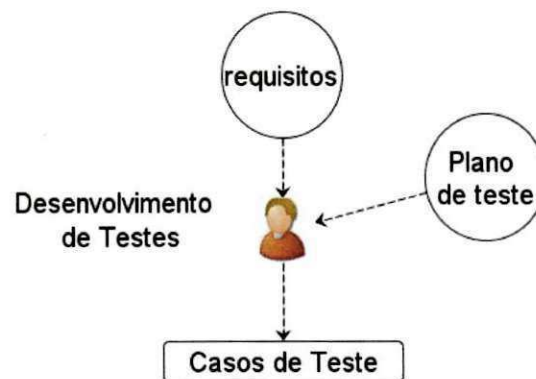 requisitos
Plano
de teste
Desenvolvimento
de Testes
Casos de Teste